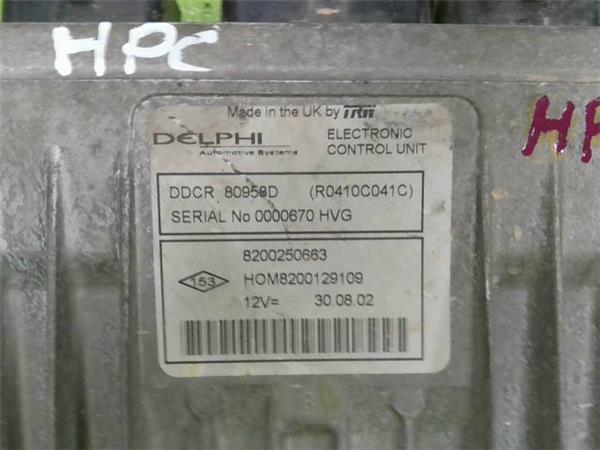 HPC
Made in the UK by TRW
DELPHI ELECTRONIC
Automotive Systems CONTROL UNIT
DDCR 80958D (R0410C041C)
SERIAL No 0000670 HVG
8200250663
153 HOM8200129109
12V= 30.08.02
HP